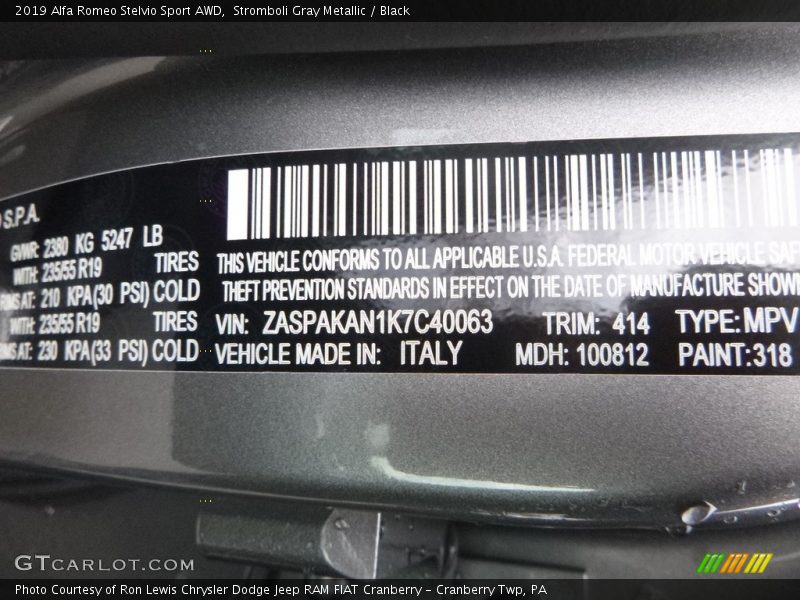 2019 Alfa Romeo Stelvio Sport AWD, Stromboli Gray Metallic / Black
S.P.A.
GVWR: 2380 KG 5247 LB
WITH: 235/55 R19 TIRES
AT: 210 KPA(30 PSI) COLD
WITH: 235/55 R19 TIRES
AT: 230 KPA(33 PSI) COLD
THIS VEHICLE CONFORMS TO ALL APPLICABLE U.S.A. FEDERAL MOTOR VEHICLE SAF
THEFT PREVENTION STANDARDS IN EFFECT ON THE DATE OF MANUFACTURE SHOWN
VIN: ZASPAKAN1K7C40063 TRIM: 414 TYPE: MPV
VEHICLE MADE IN: ITALY MDH: 100812 PAINT:318
GTCARLOT.COM
Photo Courtesy of Ron Lewis Chrysler Dodge Jeep RAM FIAT Cranberry – Cranberry Twp, PA